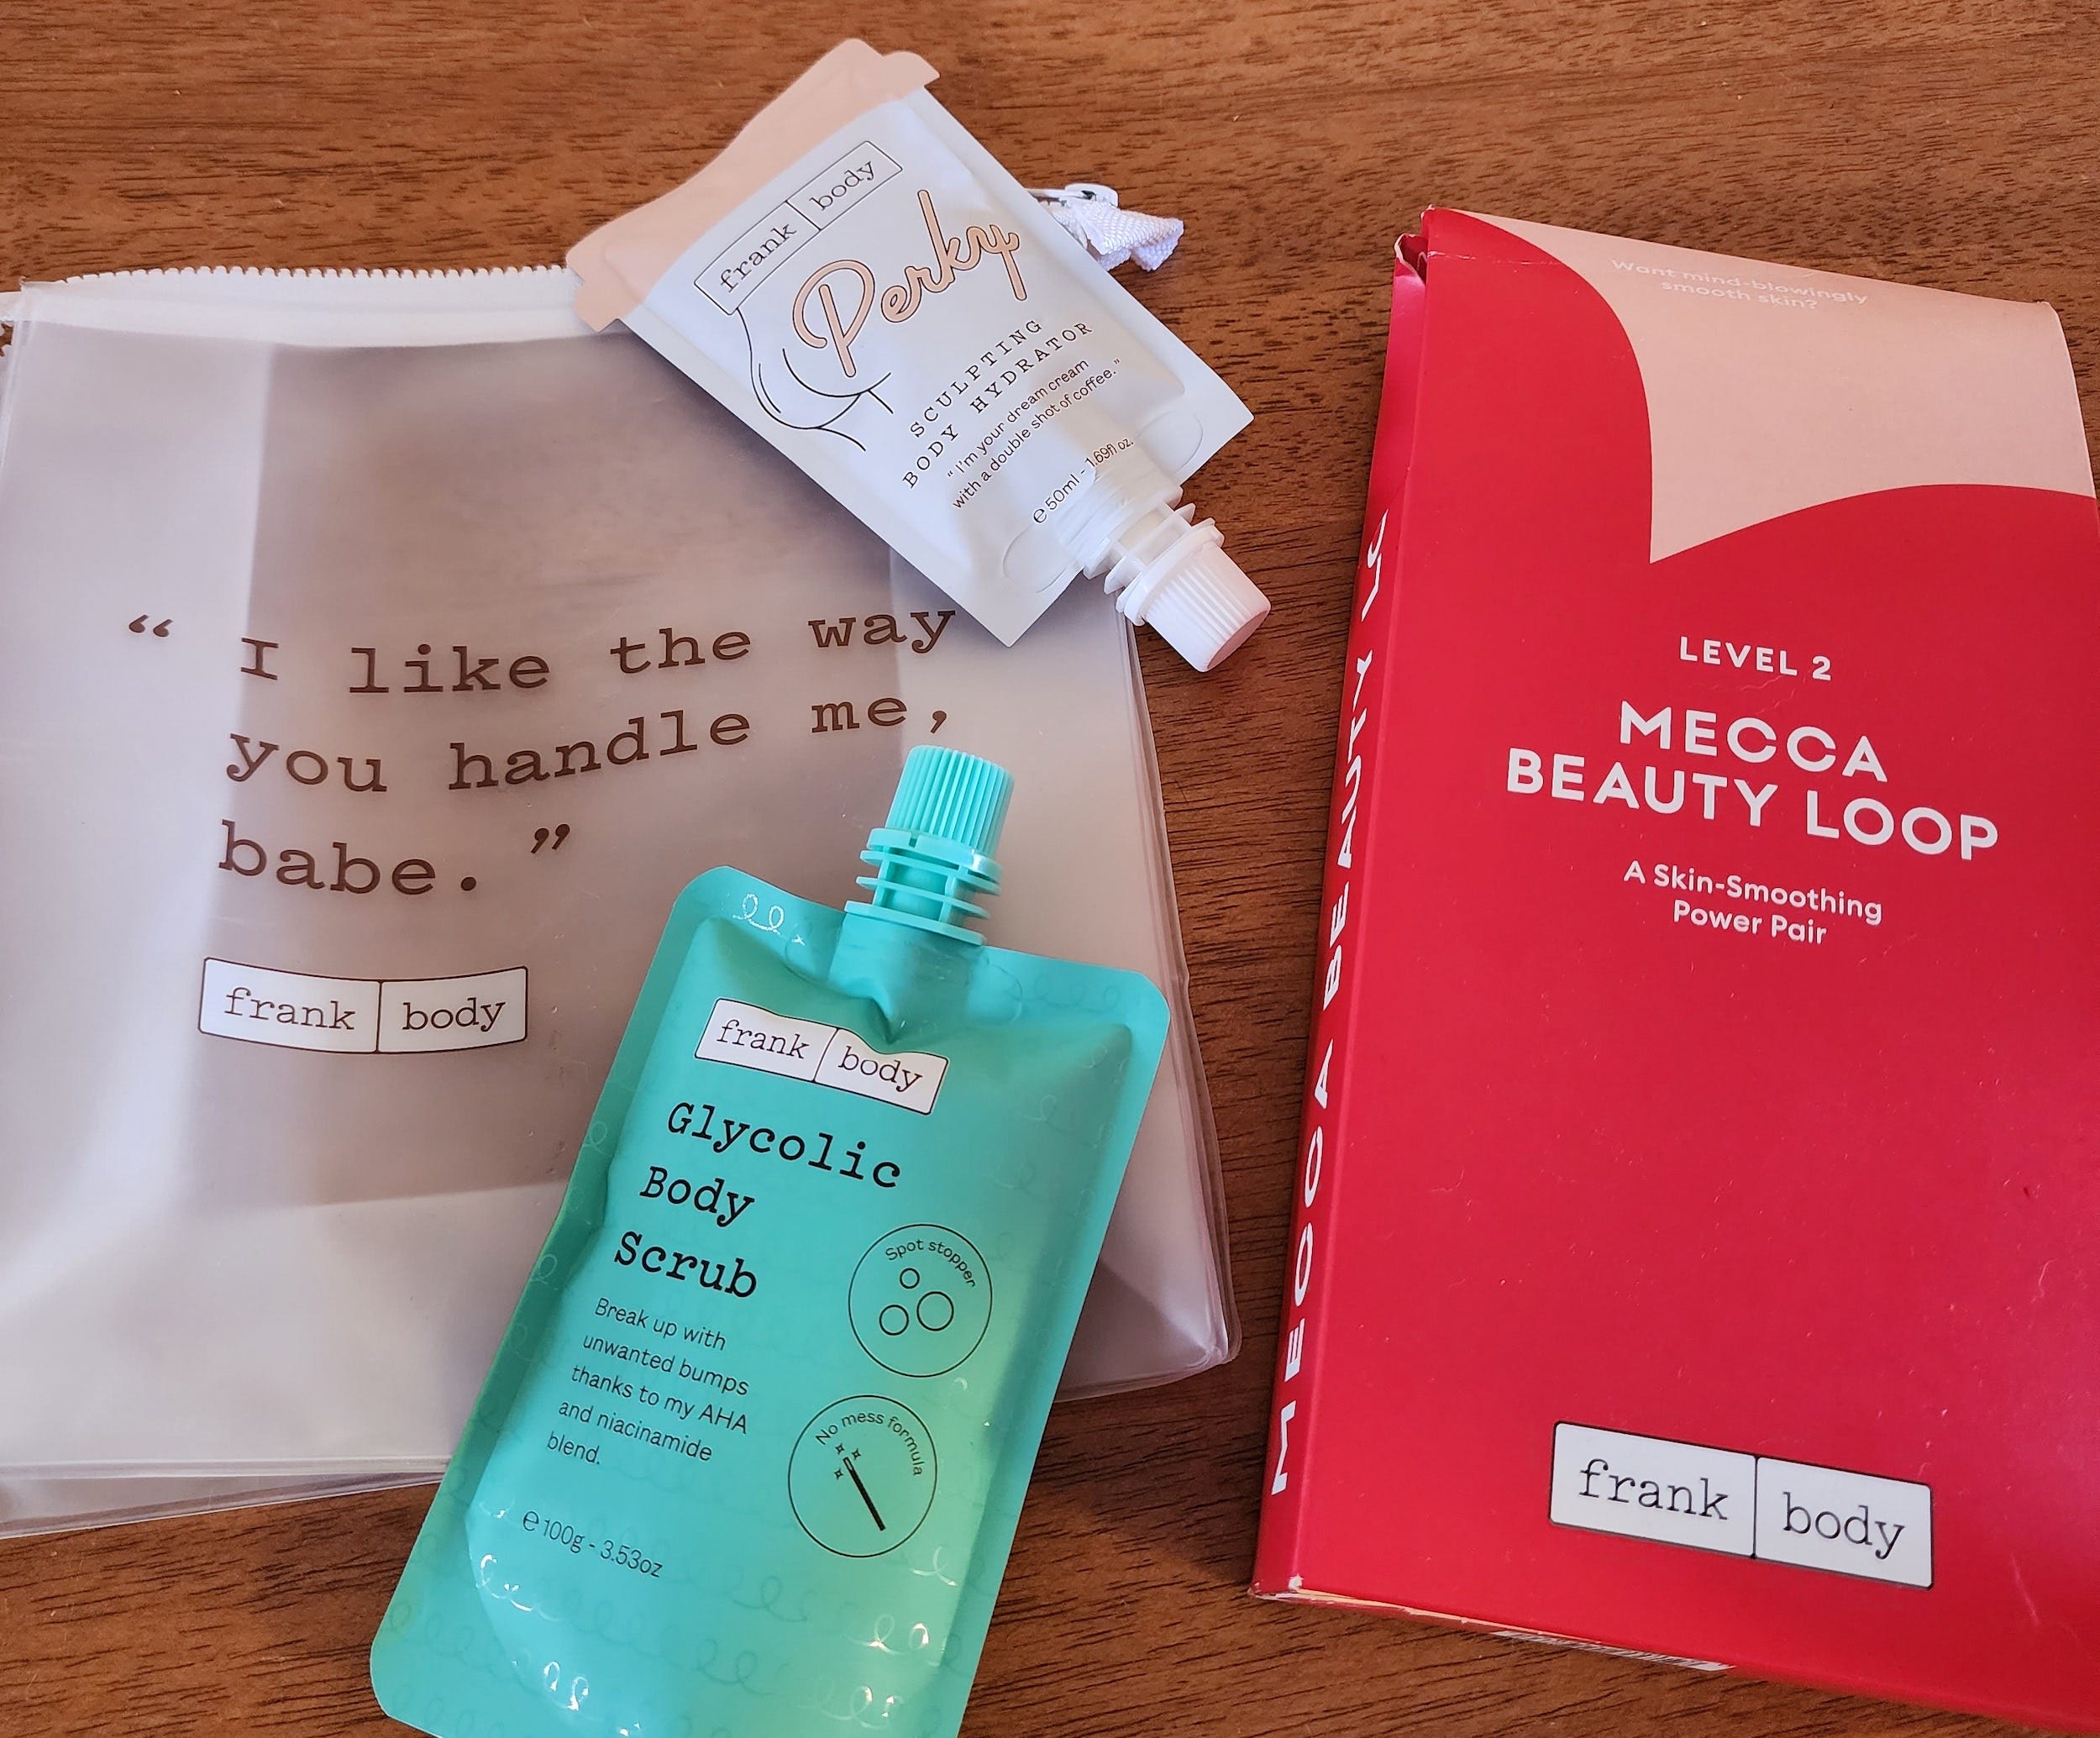 frank body
Perky
SCULPTING
BODY HYDRATOR
“ I'm your dream cream
with a double shot of coffee.”
℮50ml - 1.69fl oz.
“ I like the way
you handle me,
babe. ”
frank body
frank body
Glycolic
Body
Scrub
Break up with
unwanted bumps
thanks to my AHA
and niacinamide
blend.
℮100g - 3.53oz
Spot stopper
No mess formula
Want mind-blowingly
smooth skin?
LEVEL 2
MECCA
BEAUTY LOOP
A Skin-Smoothing
Power Pair
frank body
MECCA BEAUTY LO